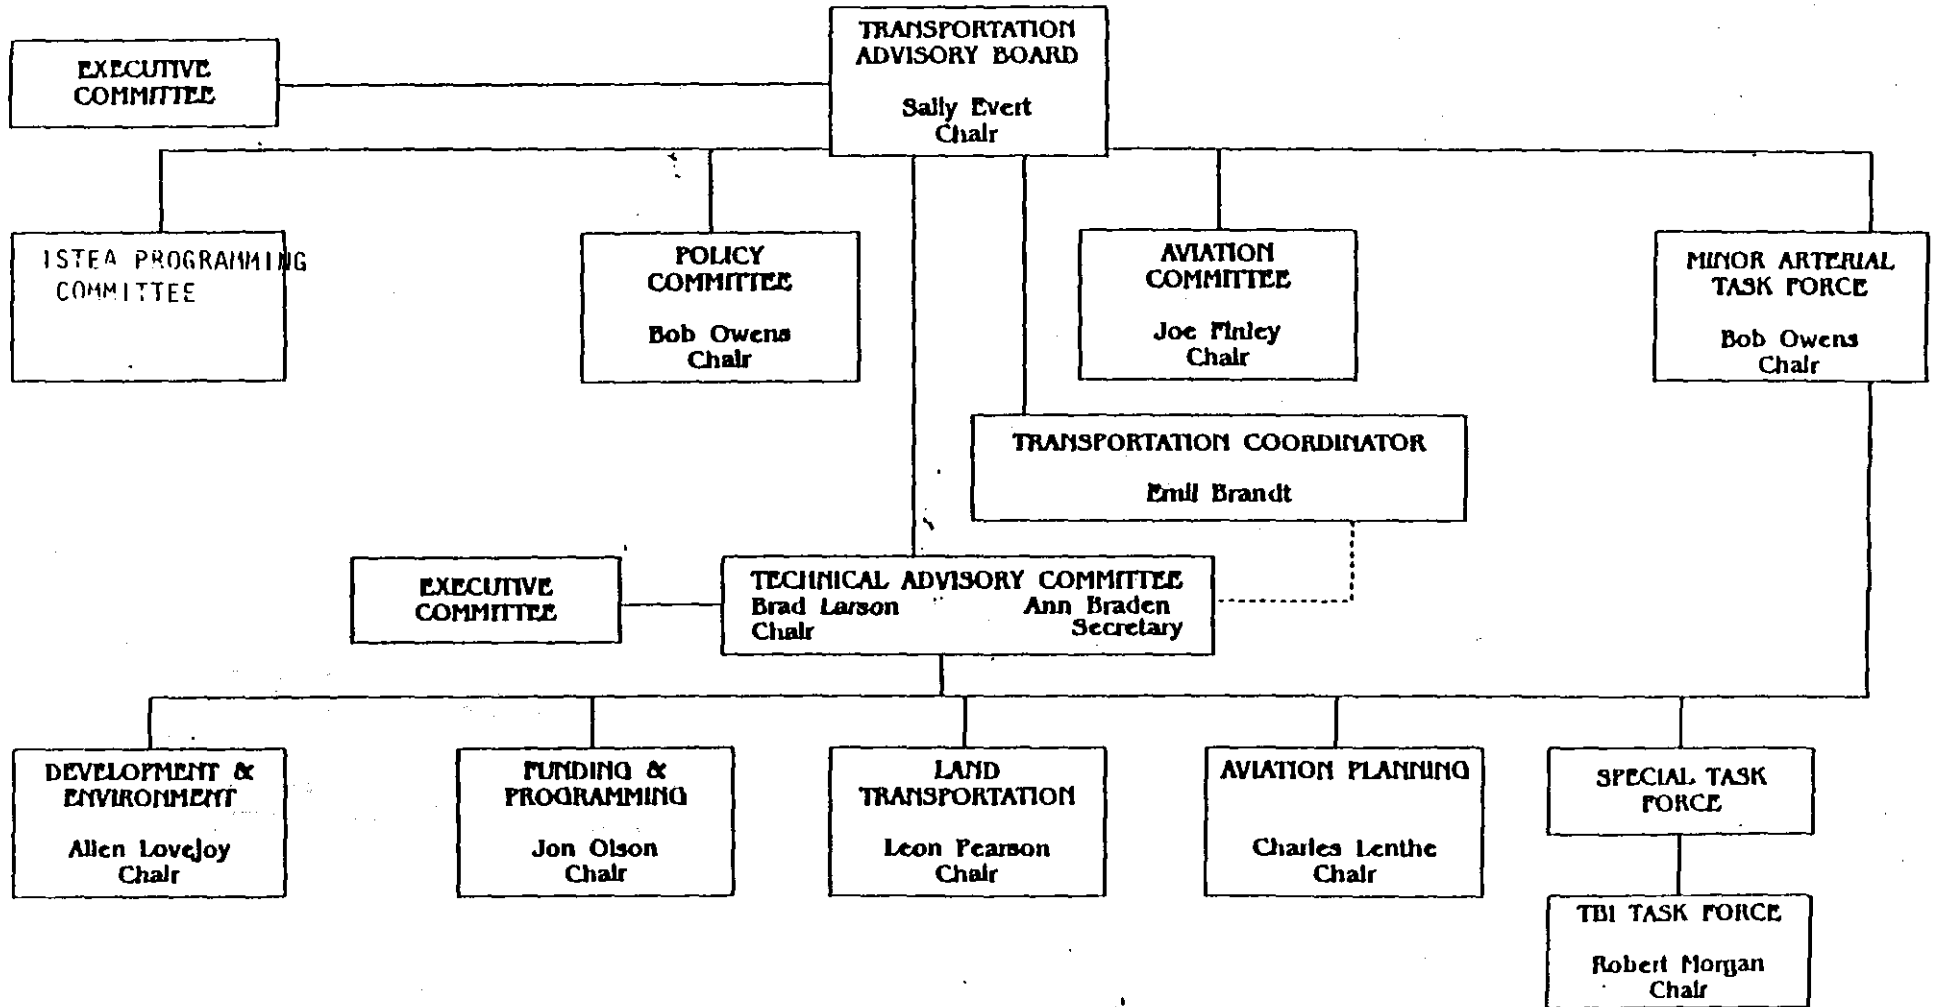 TRANSPORTATION
ADVISORY BOARD
Sally Evert
Chair
EXECUTIVE
COMMITTEE
ISTEA PROGRAMMING
COMMITTEE
POLICY
COMMITTEE
Bob Owens
Chair
AVIATION
COMMITTEE
Joe Finley
Chair
MINOR ARTERIAL
TASK FORCE
Bob Owens
Chair
TRANSPORTATION COORDINATOR
Emil Brandt
EXECUTIVE
COMMITTEE
TECHNICAL ADVISORY COMMITTEE
Brad Larson Ann Braden
Chair Secretary
DEVELOPMENT &
ENVIRONMENT
Allen Lovejoy
Chair
FUNDING &
PROGRAMMING
Jon Olson
Chair
LAND
TRANSPORTATION
Leon Pearson
Chair
AVIATION PLANNING
Charles Lenthe
Chair
SPECIAL TASK
FORCE
TBI TASK FORCE
Robert Morgan
Chair